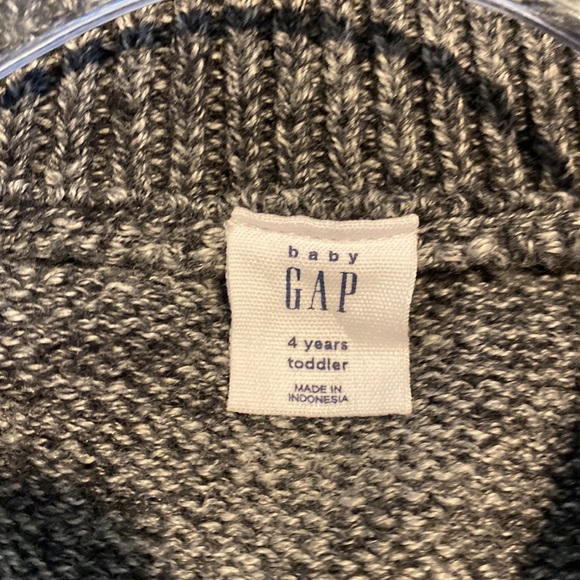 baby
GAP
4 years
toddler
MADE IN
INDONESIA